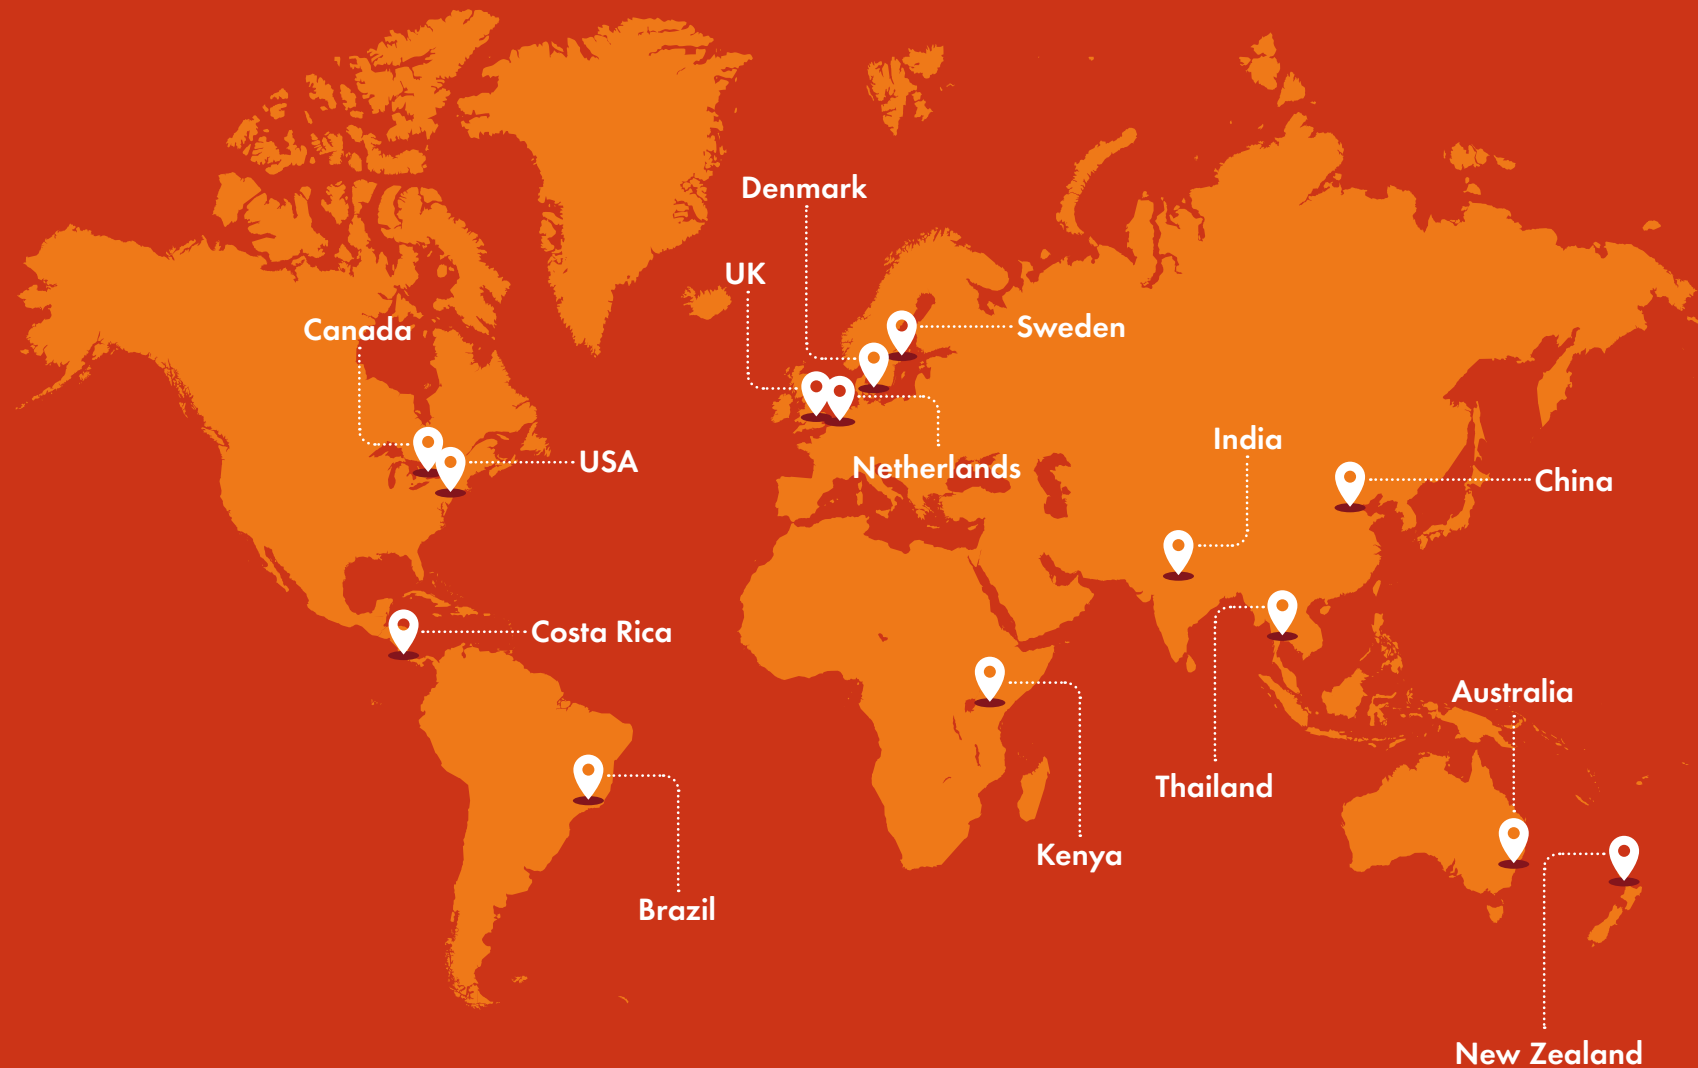 Denmark
UK
Canada
Sweden
India
USA
Netherlands
China
Costa Rica
Australia
Thailand
Kenya
Brazil
New Zealand